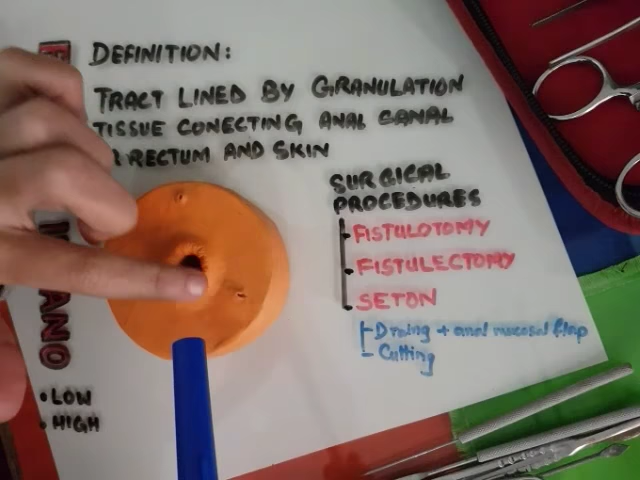 DEFINITION:
TRACT LINED BY GRANULATION
TISSUE CONECTING ANAL CANAL
RECTUM AND SKIN
SURGICAL
PROCEDURES
FISTULOTOMY
FISTULECTOMY
SETON
Draing + anal mucosal flap
Cutting
ANO
• LOW
• HIGH